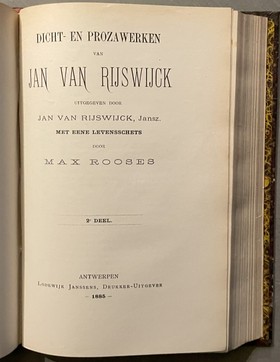 DICHT- EN PROZAWERKEN
VAN
JAN VAN RIJSWIJCK
UITGEGEVEN DOOR
JAN VAN RIJSWIJCK, Jansz.
MET EENE LEVENSSCHETS
DOOR
MAX ROOSES
2e DEEL.
ANTWERPEN
Lodewijk Janssens, Drukker-Uitgever
— 1885 —